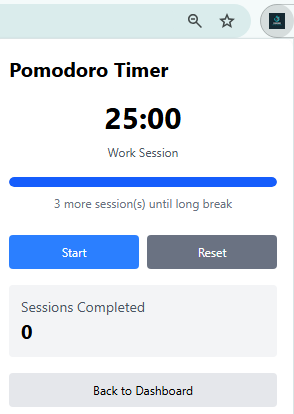 Pomodoro Timer
25:00
Work Session
3 more session(s) until long break
Start
Reset
Sessions Completed
0
Back to Dashboard